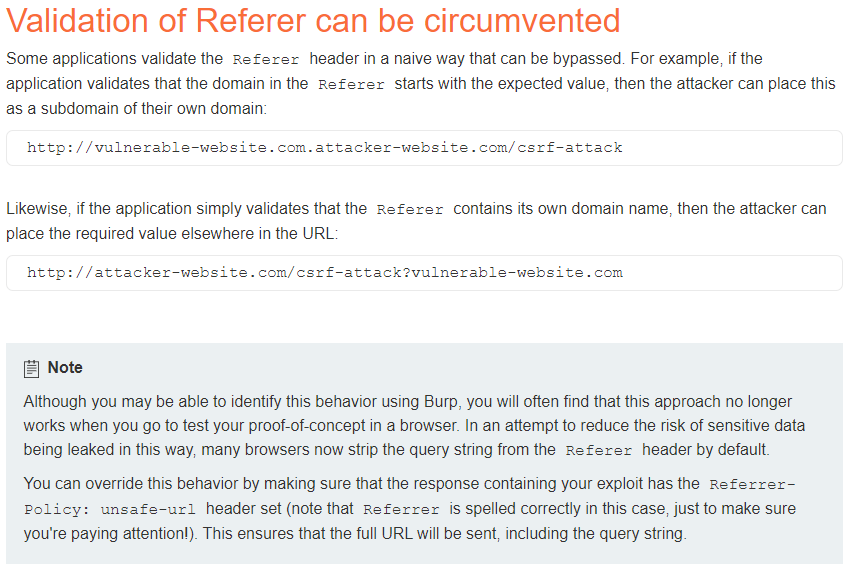 Validation of Referer can be circumvented
Some applications validate the Referer header in a naive way that can be bypassed. For example, if the
application validates that the domain in the Referer starts with the expected value, then the attacker can place this
as a subdomain of their own domain:
http://vulnerable-website.com.attacker-website.com/csrf-attack
Likewise, if the application simply validates that the Referer contains its own domain name, then the attacker can
place the required value elsewhere in the URL:
http://attacker-website.com/csrf-attack?vulnerable-website.com
Note
Although you may be able to identify this behavior using Burp, you will often find that this approach no longer
works when you go to test your proof-of-concept in a browser. In an attempt to reduce the risk of sensitive data
being leaked in this way, many browsers now strip the query string from the Referer header by default.
You can override this behavior by making sure that the response containing your exploit has the Referrer-
Policy: unsafe-url header set (note that Referrer is spelled correctly in this case, just to make sure
you're paying attention!). This ensures that the full URL will be sent, including the query string.